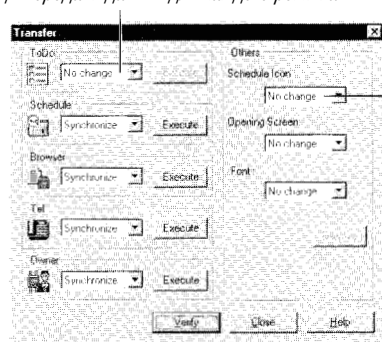 Transfer
ToDo
No change
Schedule
Synchronize
Execute
Browser
Synchronize
Execute
Tel
Synchronize
Execute
Owner
Synchronize
Execute
Others
Schedule Icon
No change
Opening Screen
No change
Font
No change
Verify
Close
Help